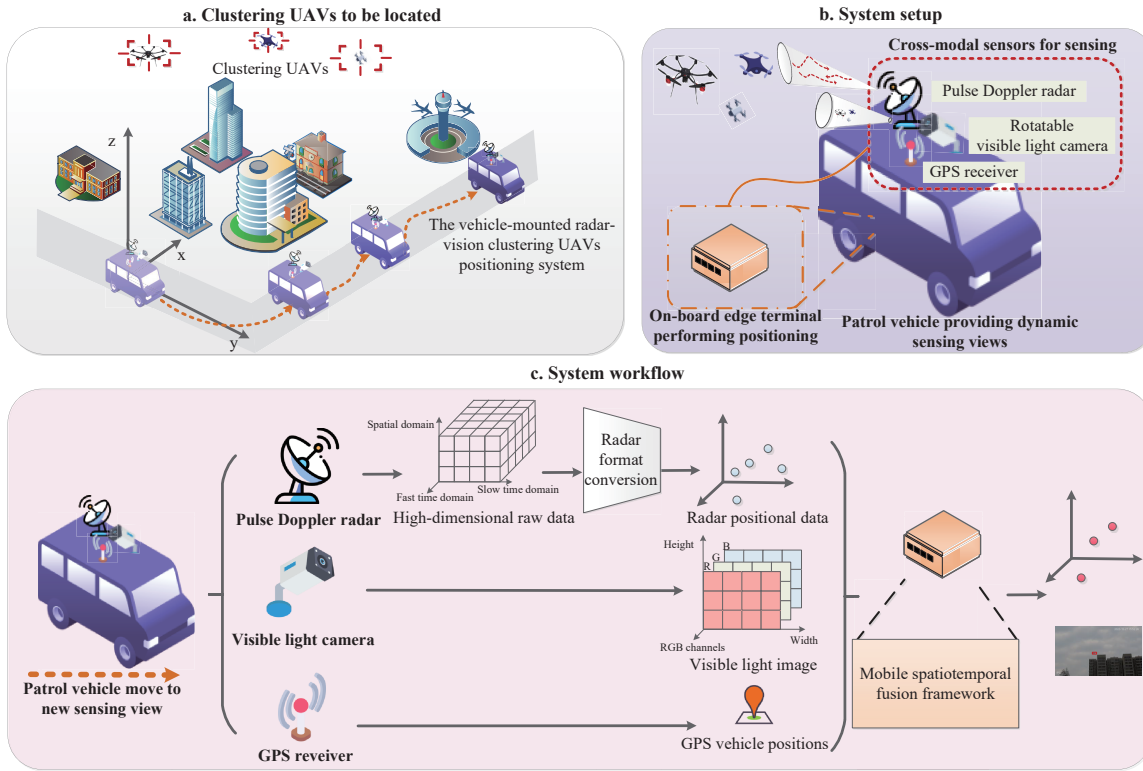 a. Clustering UAVs to be located
Clustering UAVs
z
x
y
The vehicle-mounted radar-
vision clustering UAVs
positioning system
b. System setup
Cross-modal sensors for sensing
Pulse Doppler radar
Rotatable
visible light camera
GPS receiver
On-board edge terminal
performing positioning
Patrol vehicle providing dynamic
sensing views
c. System workflow
Patrol vehicle move to
new sensing view
Pulse Doppler radar
Spatial domain
Fast time domain
Slow time domain
High-dimensional raw data
Radar
format
conversion
Radar positional data
Visible light camera
Height
B
G
R
Width
RGB channels
Visible light image
GPS reveiver
GPS vehicle positions
Mobile spatiotemporal
fusion framework